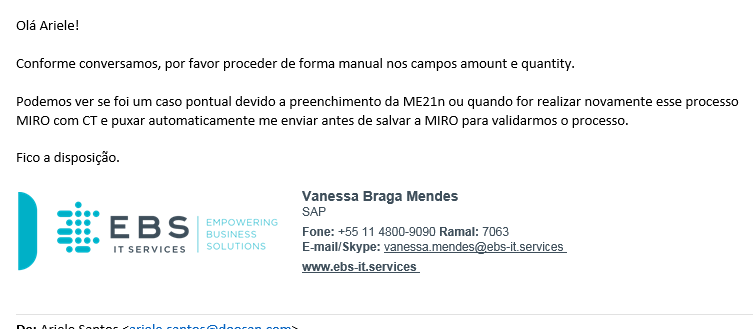 Olá Ariele!
Conforme conversamos, por favor proceder de forma manual nos campos amount e quantity.
Podemos ver se foi um caso pontual devido a preenchimento da ME21n ou quando for realizar novamente esse processo
MIRO com CT e puxar automaticamente me enviar antes de salvar a MIRO para validarmos o processo.
Fico a disposição.
EBS
IT SERVICES
EMPOWERING
BUSINESS
SOLUTIONS
Vanessa Braga Mendes
SAP
Fone: +55 11 4800-9090 Ramal: 7063
E-mail/Skype: vanessa.mendes@ebs-it.services
www.ebs-it.services
De: Ariele Santos <ariele.santos@doosan.com>